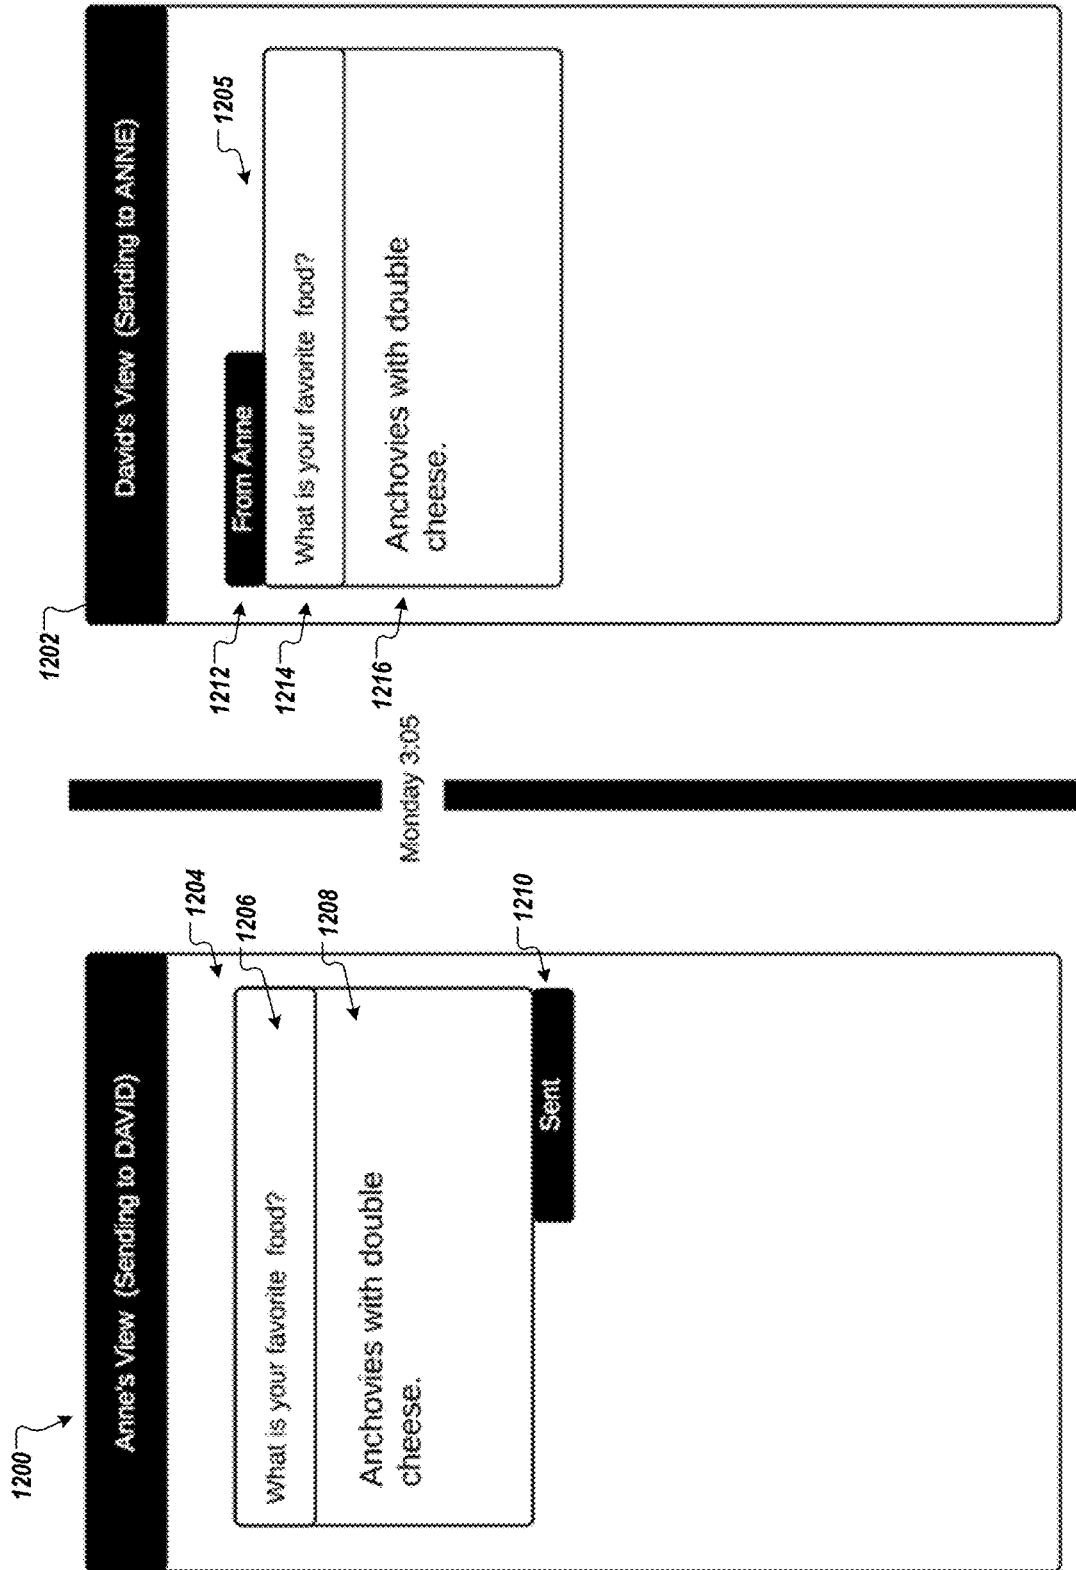 1200
Anne's View (Sending to DAVID)
1204
What is your favorite food?
1206
Anchovies with double
cheese.
1208
Sent
1210
Monday 3:05
1202
David's View (Sending to ANNE)
1205
From Anne
1212
What is your favorite food?
1214
Anchovies with double
cheese.
1216